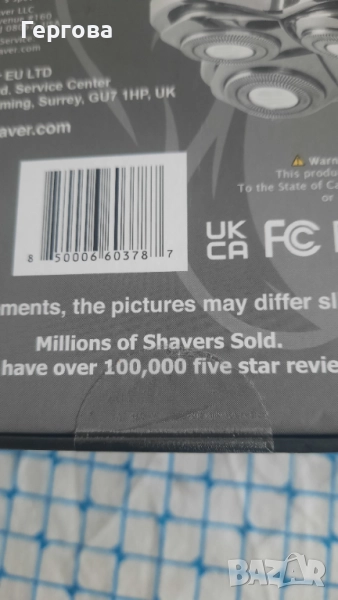 Гергова
aver LLC
r EU LTD
d. Service Center
ming, Surrey, GU7 1HP, UK
aver.com
Warn
This produ
To the State of Ca
or
8 50006 60378 7
UK
CA
FC
ments, the pictures may differ sl
Millions of Shavers Sold.
have over 100,000 five star revie
BAZAR